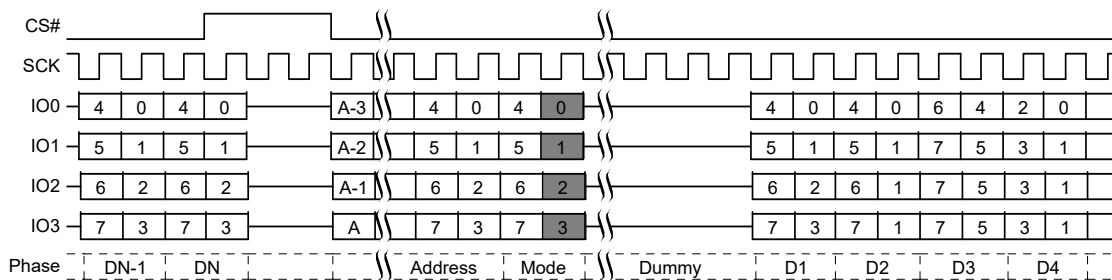 CS#
SCK
IO0 4 0 4 0 A-3 4 0 4 0 4 0 4 0 6 4 2 0
IO1 5 1 5 1 A-2 5 1 5 1 5 1 5 1 7 5 3 1
IO2 6 2 6 2 A-1 6 2 6 2 6 2 6 1 7 5 3 1
IO3 7 3 7 3 A 7 3 7 3 7 3 7 1 7 5 3 1
Phase DN-1 DN Address Mode Dummy D1 D2 D3 D4